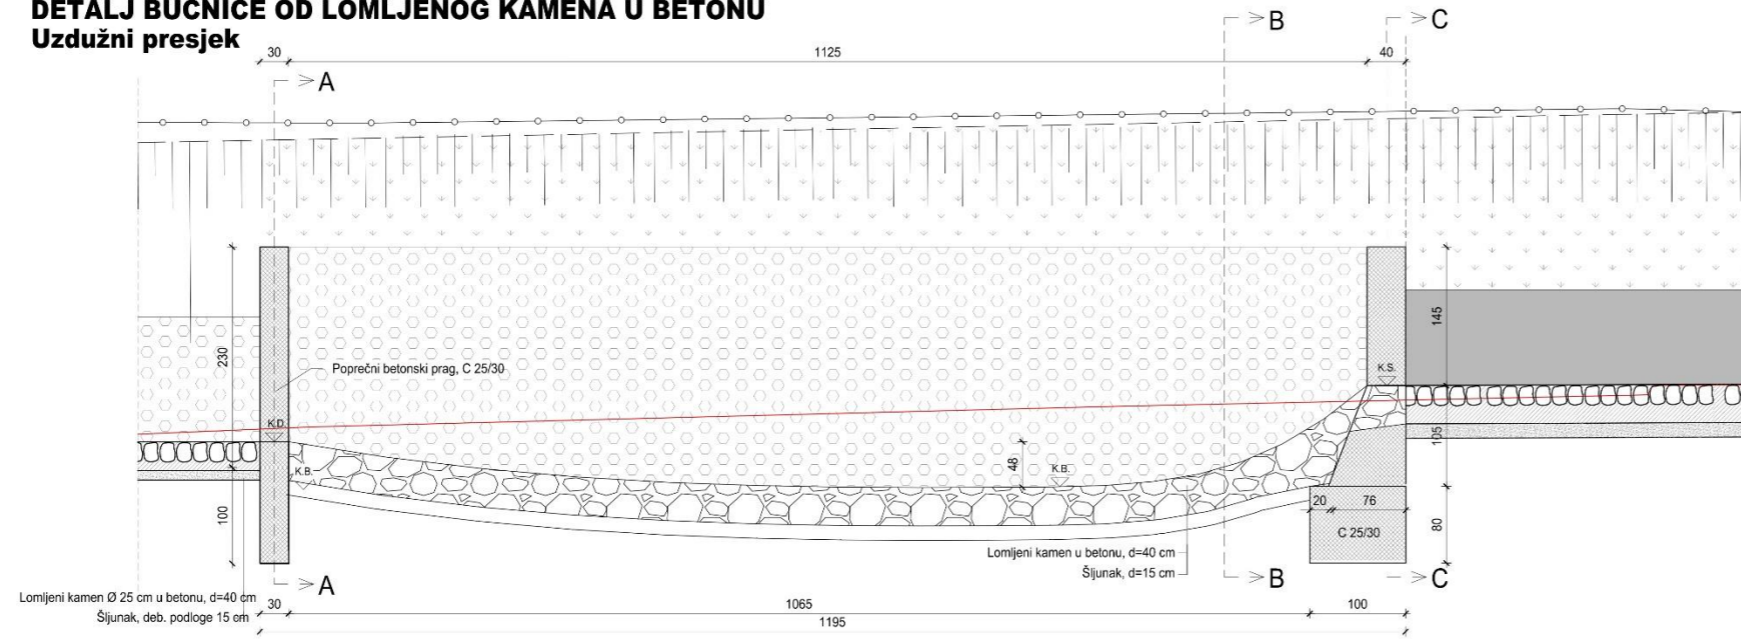 DETALJ BUČNICE OD LOMLJENOG KAMENA U BETONU
Uzdužni presjek
B
C
30
1125
40
A
230
145
Poprečni betonski prag, C 25/30
K.S.
K.D.
105
48
K.B.
K.B.
100
20
76
80
C 25/30
Lomljeni kamen u betonu, d=40 cm
Šljunak, d=15 cm
A
B
C
Lomljeni kamen Ø 25 cm u betonu, d=40 cm
Šljunak, deb. podloge 15 cm
30
1065
100
1195